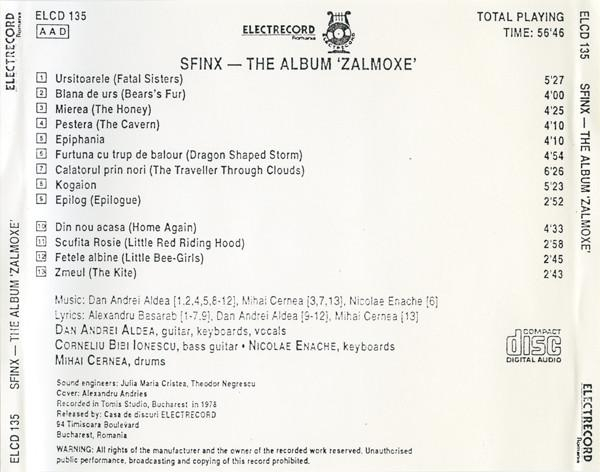 ELCD 135
AAD
ELECTRECORD
Romania
ELECTRECORD
TOTAL PLAYING
TIME: 56'46
SFINX — THE ALBUM 'ZALMOXE'
1 Ursitoarele (Fatal Sisters) 5'27
2 Blana de urs (Bears's Fur) 4'00
3 Mierea (The Honey) 4'25
4 Pestera (The Cavern) 4'10
5 Epiphania 4'10
6 Furtuna cu trup de balour (Dragon Shaped Storm) 4'54
7 Calatorul prin nori (The Traveller Through Clouds) 6'26
8 Kogaion 5'23
9 Epilog (Epilogue) 2'52
10 Din nou acasa (Home Again) 4'33
11 Scufita Rosie (Little Red Riding Hood) 2'58
12 Fetele albine (Little Bee-Girls) 2'45
13 Zmeul (The Kite) 2'43
Music: Dan Andrei Aldea [1,2,4,5,8-12], Mihai Cernea [3,7,13], Nicolae Enache [6]
Lyrics: Alexandru Basarab [1-7,9], Dan Andrei Aldea [9-12], Mihai Cernea [13]
DAN ANDREI ALDEA, guitar, keyboards, vocals
CORNELIU BIBI IONESCU, bass guitar • NICOLAE ENACHE, keyboards
MIHAI CERNEA, drums
COMPACT
disc
DIGITAL AUDIO
Sound engineers: Julia Maria Cristea, Theodor Negrescu
Cover: Alexandru Andries
Recorded in Tomis Studio, Bucharest in 1978
Released by: Casa de discuri ELECTRECORD
94 Timisoara Boulevard
Bucharest, Romania
WARNING: All rights of the manufacturer and the owner of the recorded work reserved. Unauthorised
public performance, broadcasting and copying of this record prohibited.
ELCD 135 SFINX — THE ALBUM 'ZALMOXE' ELECTRECORD
Romania
ELCD 135 SFINX — THE ALBUM 'ZALMOXE' ELECTRECORD
Romania